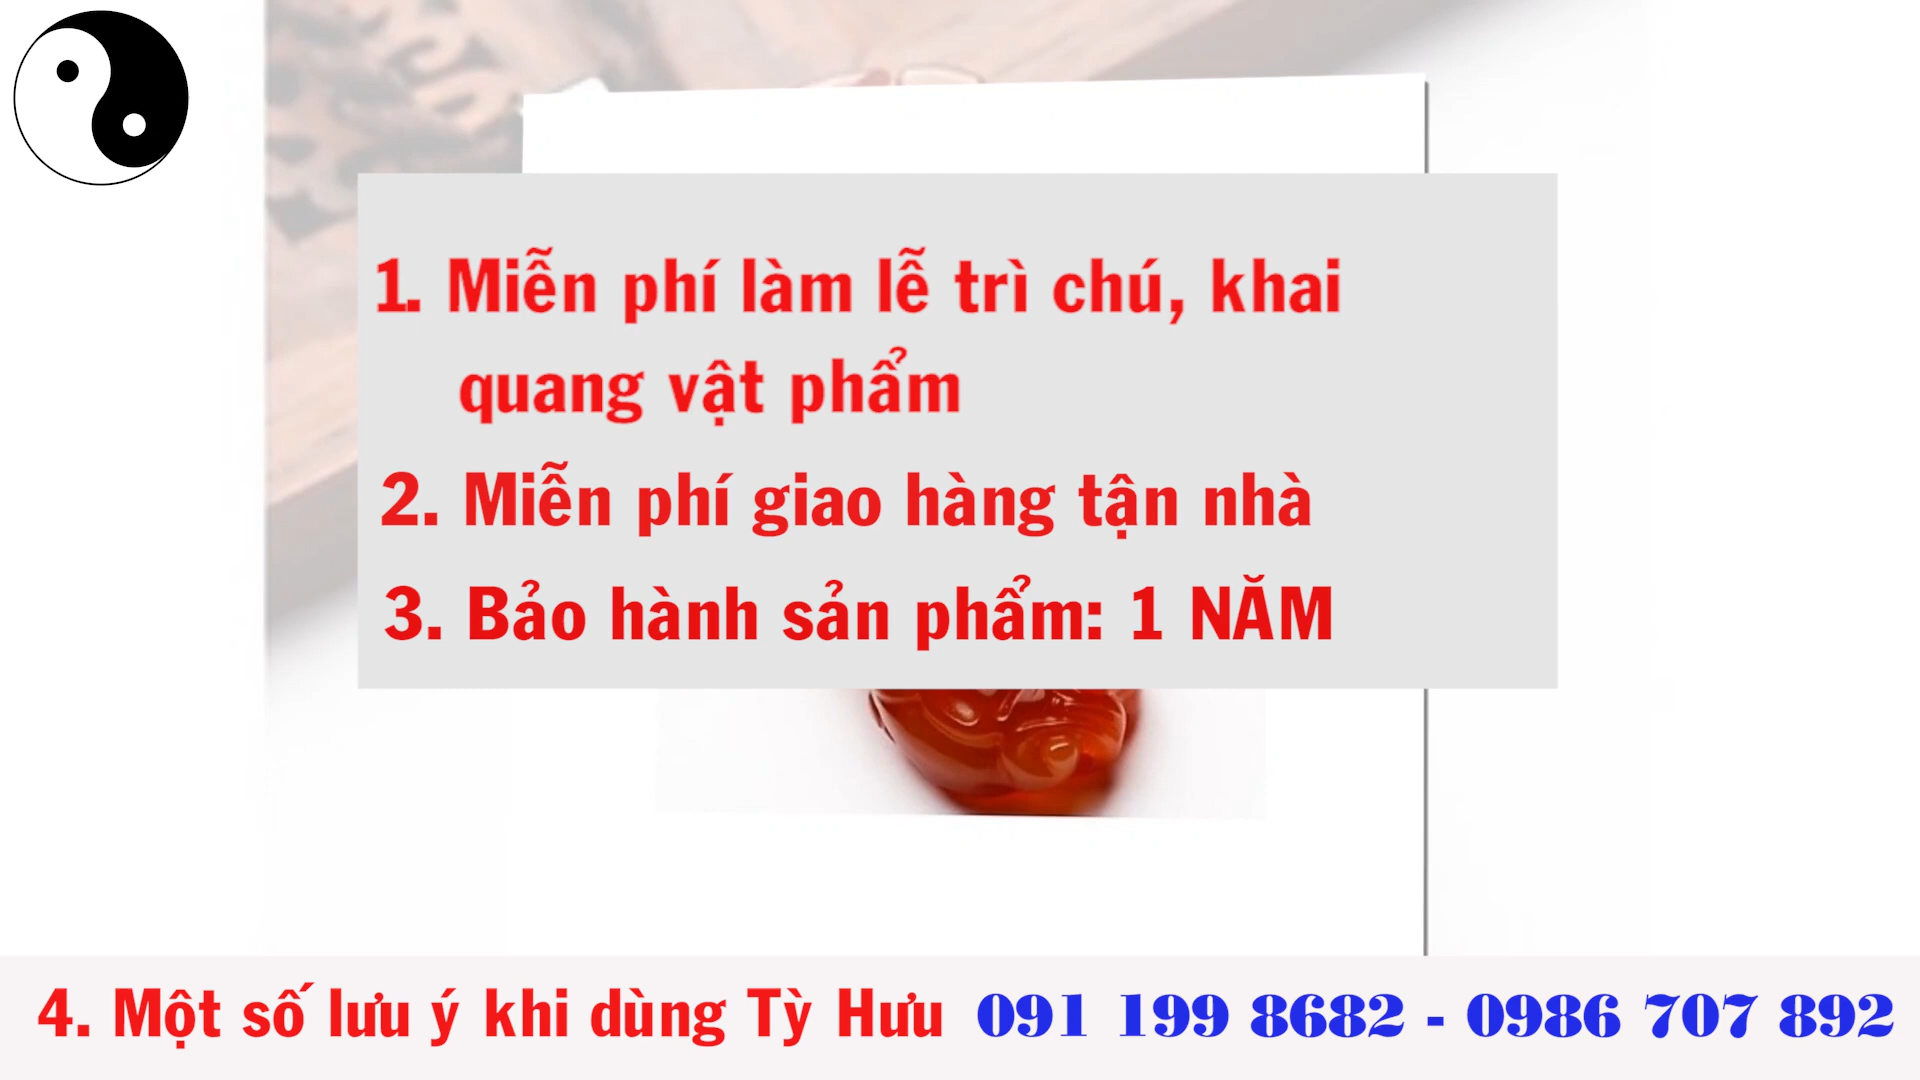 1. Miễn phí làm lễ trì chú, khai
quang vật phẩm
2. Miễn phí giao hàng tận nhà
3. Bảo hành sản phẩm: 1 NĂM
4. Một số lưu ý khi dùng Tỳ Hưu 091 199 8682 - 0986 707 892